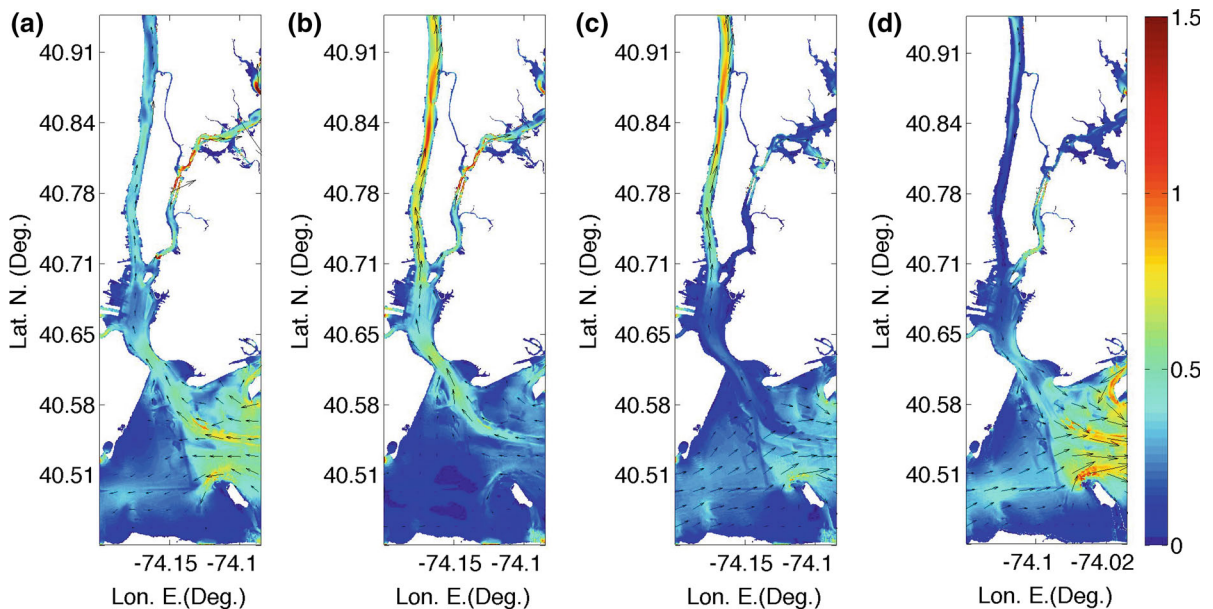 (a) (b) (c) (d)
40.91 40.91 40.91 40.91 1.5
40.84 40.84 40.84 40.84
40.78 40.78 40.78 40.78 1
40.71 40.71 40.71 40.71
40.65 40.65 40.65 40.65
40.58 40.58 40.58 40.58 0.5
40.51 40.51 40.51 40.51
0
Lat. N. (Deg.) Lat. N. (Deg.) Lat. N. (Deg.) Lat. N. (Deg.)
-74.15 -74.1 -74.15 -74.1 -74.15 -74.1 -74.1 -74.02
Lon. E.(Deg.) Lon. E.(Deg.) Lon. E.(Deg.) Lon. E.(Deg.)